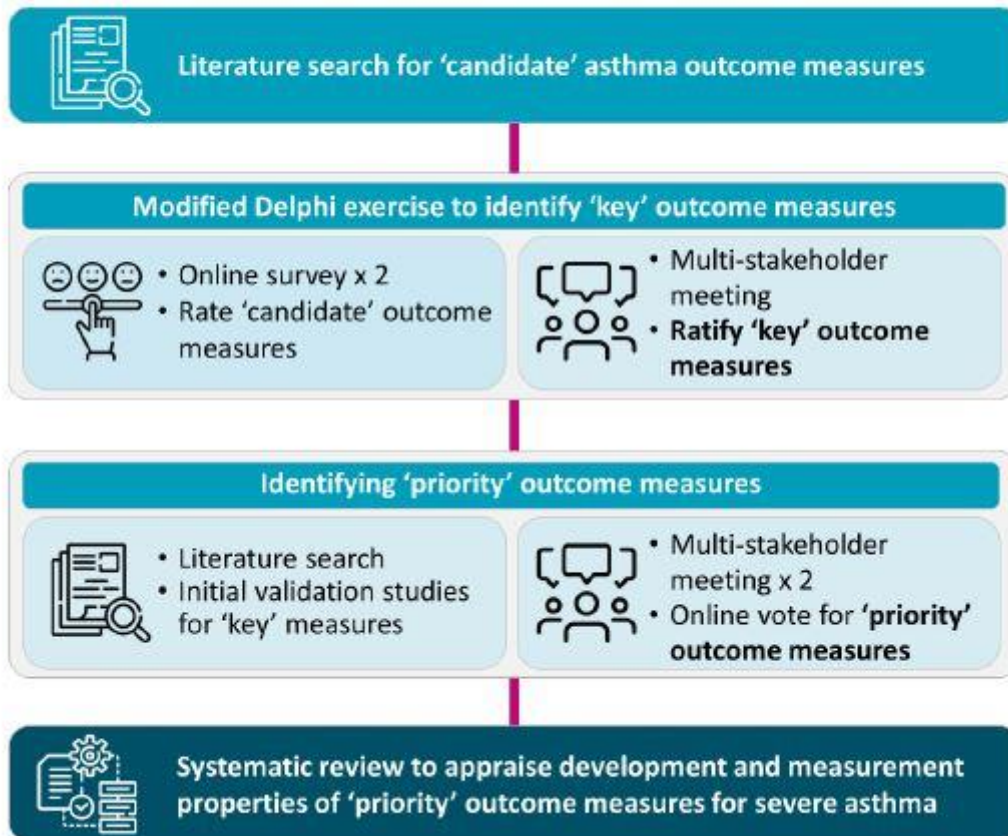 Literature search for ‘candidate’ asthma outcome measures
Modified Delphi exercise to identify ‘key’ outcome measures
• Online survey x 2
• Rate ‘candidate’ outcome
measures
• Multi-stakeholder
meeting
• Ratify ‘key’ outcome
measures
Identifying ‘priority’ outcome measures
• Literature search
• Initial validation studies
for ‘key’ measures
• Multi-stakeholder
meeting x 2
• Online vote for ‘priority’
outcome measures
Systematic review to appraise development and measurement
properties of ‘priority’ outcome measures for severe asthma